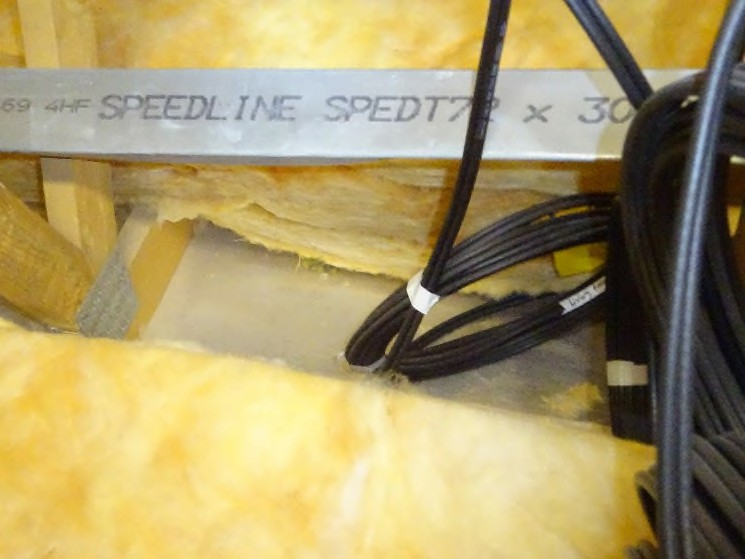 69 4HF SPEEDLINE SPEDT72 x 30